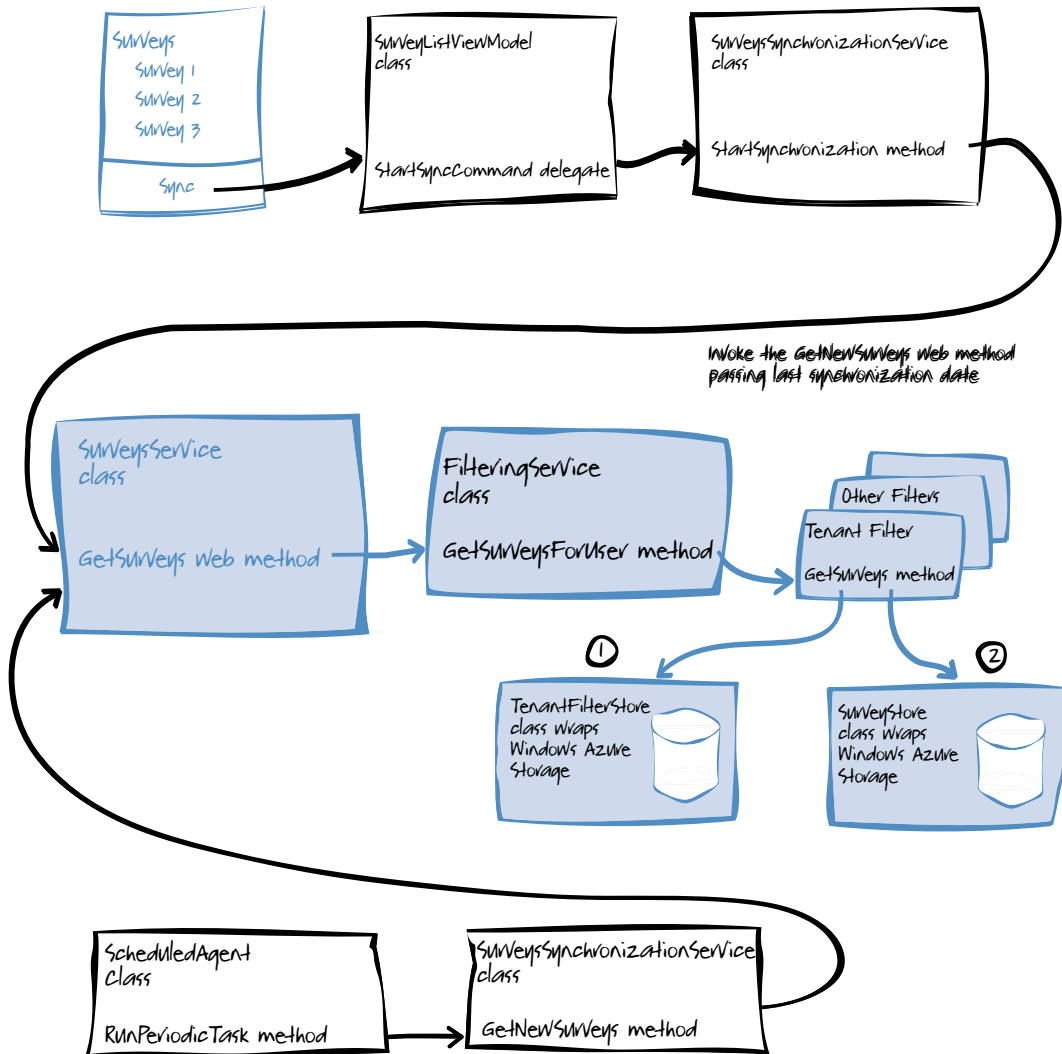 Surveys
Survey 1
Survey 2
Survey 3
Sync
SurveyListViewModel
class
StartSyncCommand delegate
SurveysSynchronizationService
class
StartSynchronization method
Invoke the GetNewSurveys Web method
passing last synchronization date
SurveysService
class
GetSurveys Web method
FilteringService
class
GetSurveysForUser method
Other Filters
Tenant Filter
GetSurveys method
1
2
TenantFilterStore
class wraps
Windows Azure
Storage
SurveyStore
class wraps
Windows Azure
Storage
ScheduledAgent
Class
RunPeriodicTask method
SurveysSynchronizationService
class
GetNewSurveys method